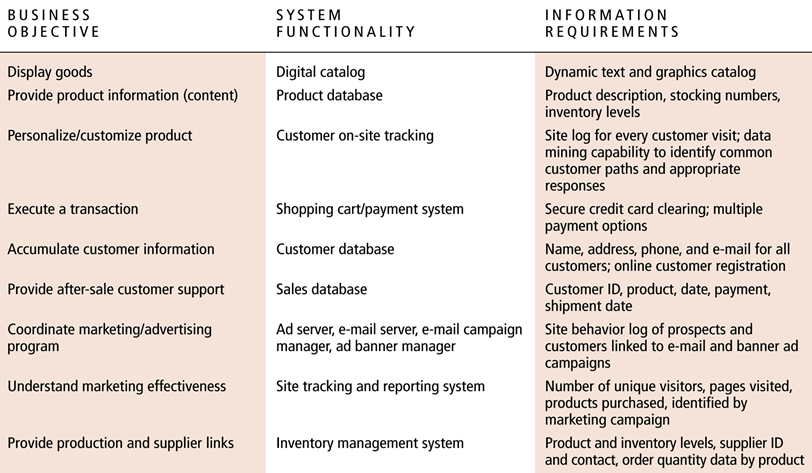 BUSINESS OBJECTIVE	SYSTEM FUNCTIONALITY	INFORMATION REQUIREMENTS
Display goods	Digital catalog	Dynamic text and graphics catalog
Provide product information (content)	Product database	Product description, stocking numbers,
inventory levels
Personalize/customize product	Customer on-site tracking	Site log for every customer visit; data
mining capability to identify common
customer paths and appropriate
responses
Execute a transaction	Shopping cart/payment system	Secure credit card clearing; multiple
payment options
Accumulate customer information	Customer database	Name, address, phone, and e-mail for all
customers; online customer registration
Provide after-sale customer support	Sales database	Customer ID, product, date, payment,
shipment date
Coordinate marketing/advertising	Ad server, e-mail server, e-mail campaign	Site behavior log of prospects and
program	manager, ad banner manager	customers linked to e-mail and banner ad
campaigns
Understand marketing effectiveness	Site tracking and reporting system	Number of unique visitors, pages visited,
products purchased, identified by
marketing campaign
Provide production and supplier links	Inventory management system	Product and inventory levels, supplier ID
and contact, order quantity data by product